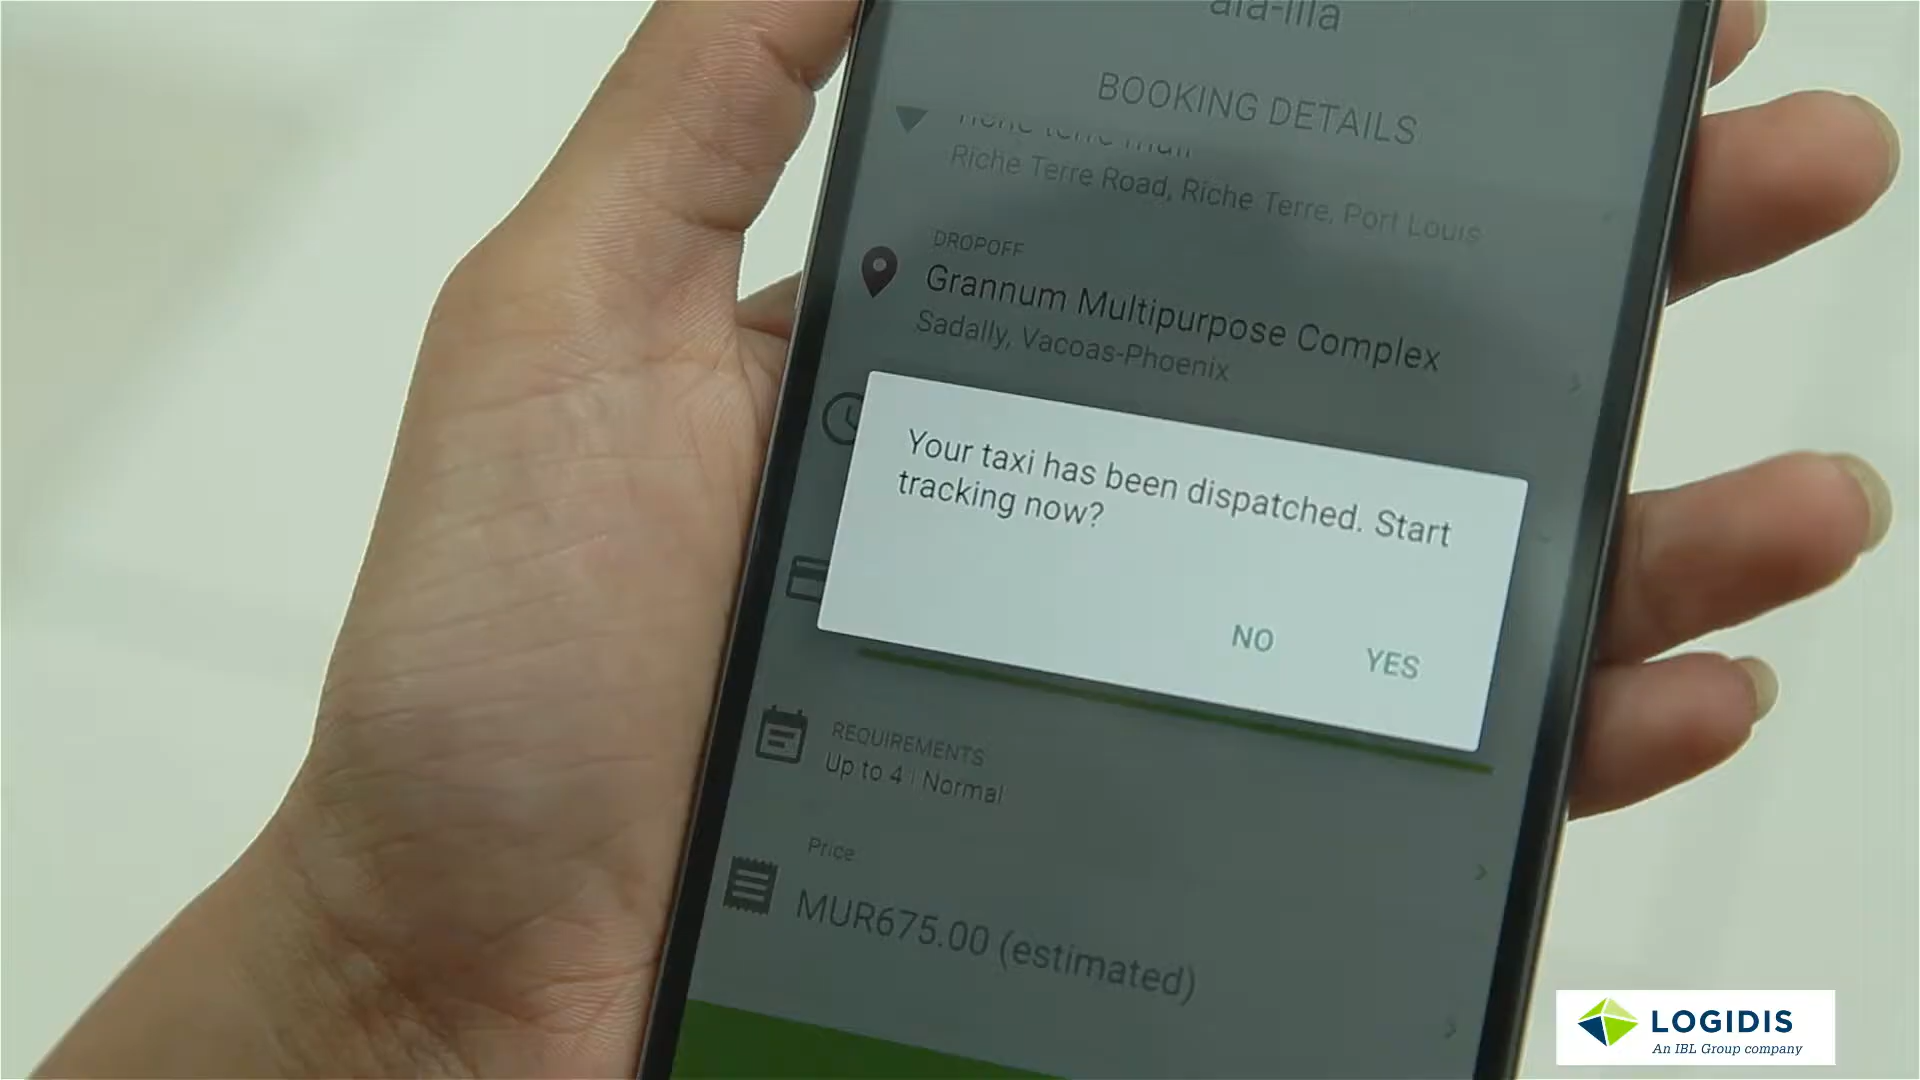 BOOKING DETAILS
Riche Terre Road, Riche Terre, Port Louis
DROPOFF
Grannum Multipurpose Complex
Sadally, Vacoas-Phoenix
Your taxi has been dispatched. Start
tracking now?
NO YES
REQUIREMENTS
Up to 4 | Normal
Price
MUR675.00 (estimated)
LOGIDIS
An IBL Group company